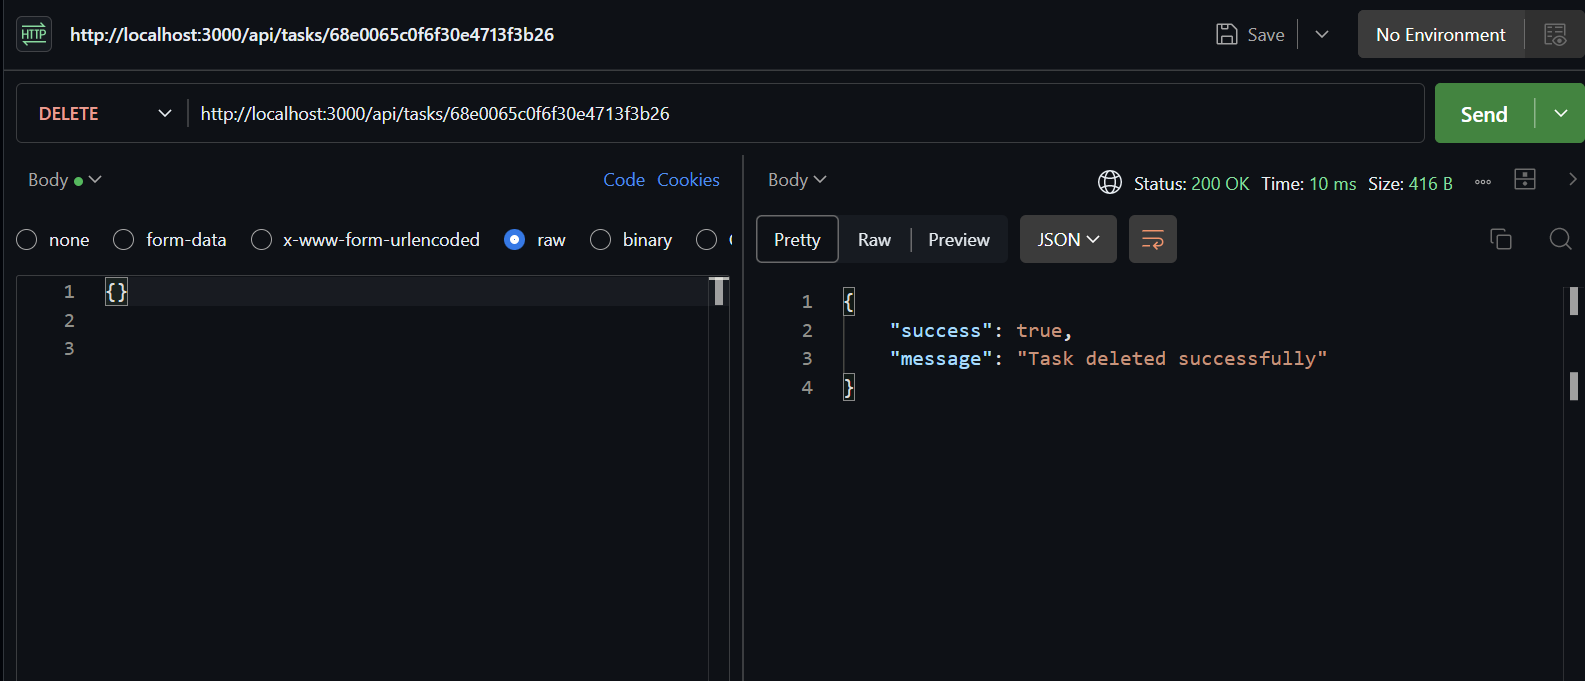 HTTP http://localhost:3000/api/tasks/68e0065c0f6f30e4713f3b26 Save No Environment
DELETE http://localhost:3000/api/tasks/68e0065c0f6f30e4713f3b26 Send
Body Code Cookies
none form-data x-www-form-urlencoded raw binary
1 {}
2
3
Body Status: 200 OK Time: 10 ms Size: 416 B
Pretty Raw Preview JSON
1 {
2 "success": true,
3 "message": "Task deleted successfully"
4 }